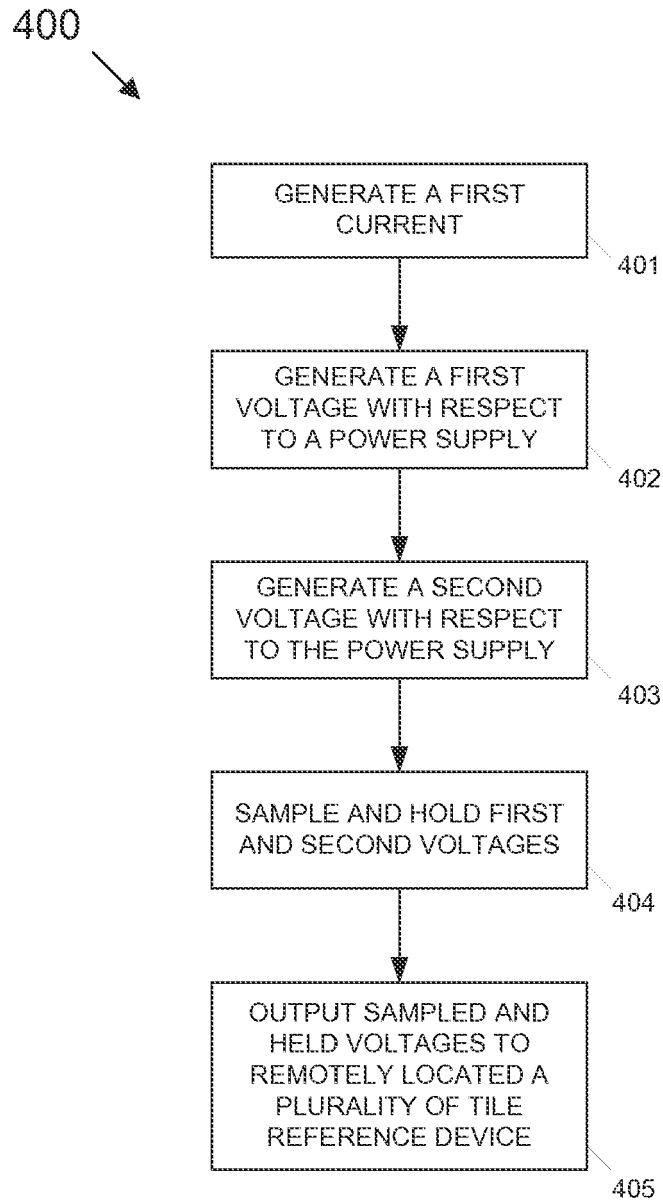 400
GENERATE A FIRST
CURRENT
401
GENERATE A FIRST
VOLTAGE WITH RESPECT
TO A POWER SUPPLY
402
GENERATE A SECOND
VOLTAGE WITH RESPECT
TO THE POWER SUPPLY
403
SAMPLE AND HOLD FIRST
AND SECOND VOLTAGES
404
OUTPUT SAMPLED AND
HELD VOLTAGES TO
REMOTELY LOCATED A
PLURALITY OF TILE
REFERENCE DEVICE
405